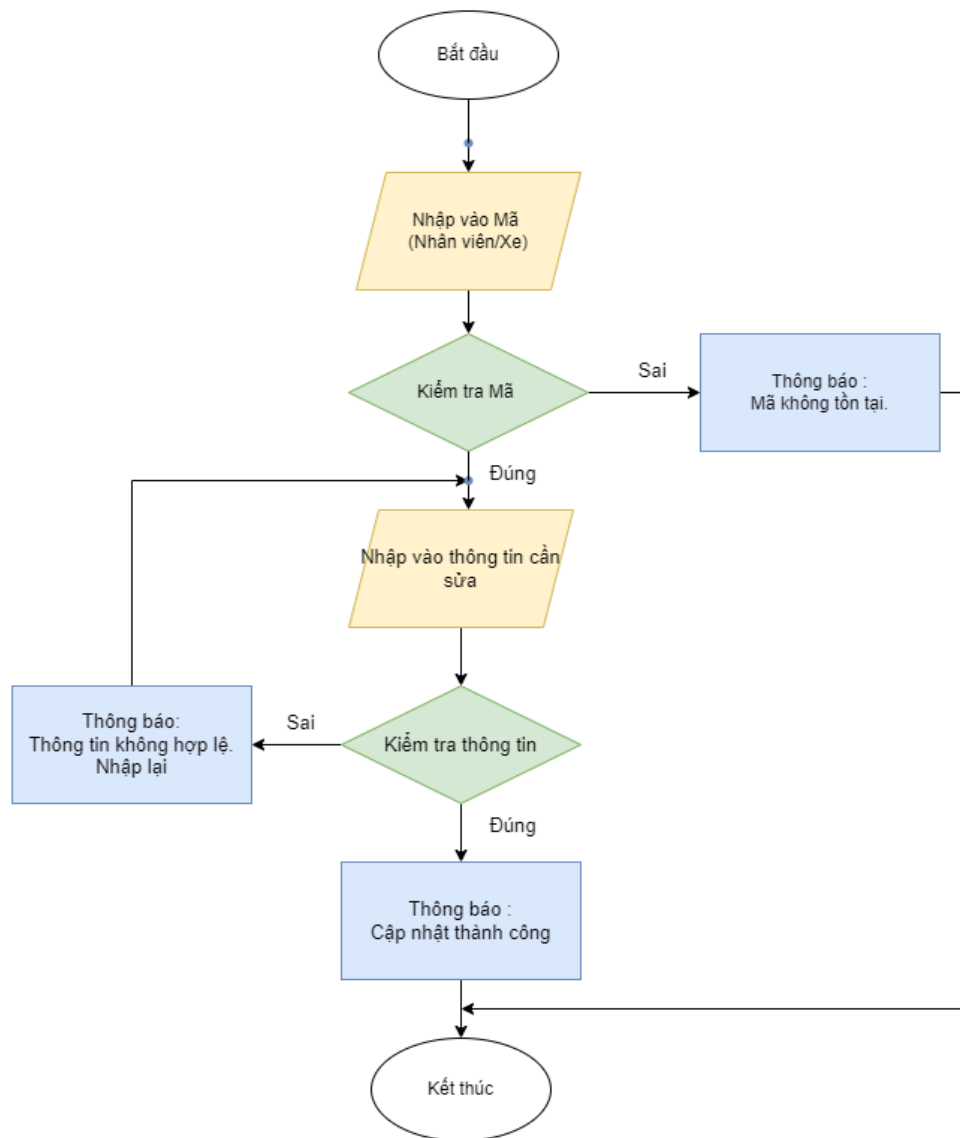 Bắt đầu
Nhập vào Mã
(Nhân viên/Xe)
Kiểm tra Mã
Sai
Thông báo :
Mã không tồn tại.
Đúng
Nhập vào thông tin cần
sửa
Kiểm tra thông tin
Sai
Thông báo:
Thông tin không hợp lệ.
Nhập lại
Đúng
Thông báo :
Cập nhật thành công
Kết thúc